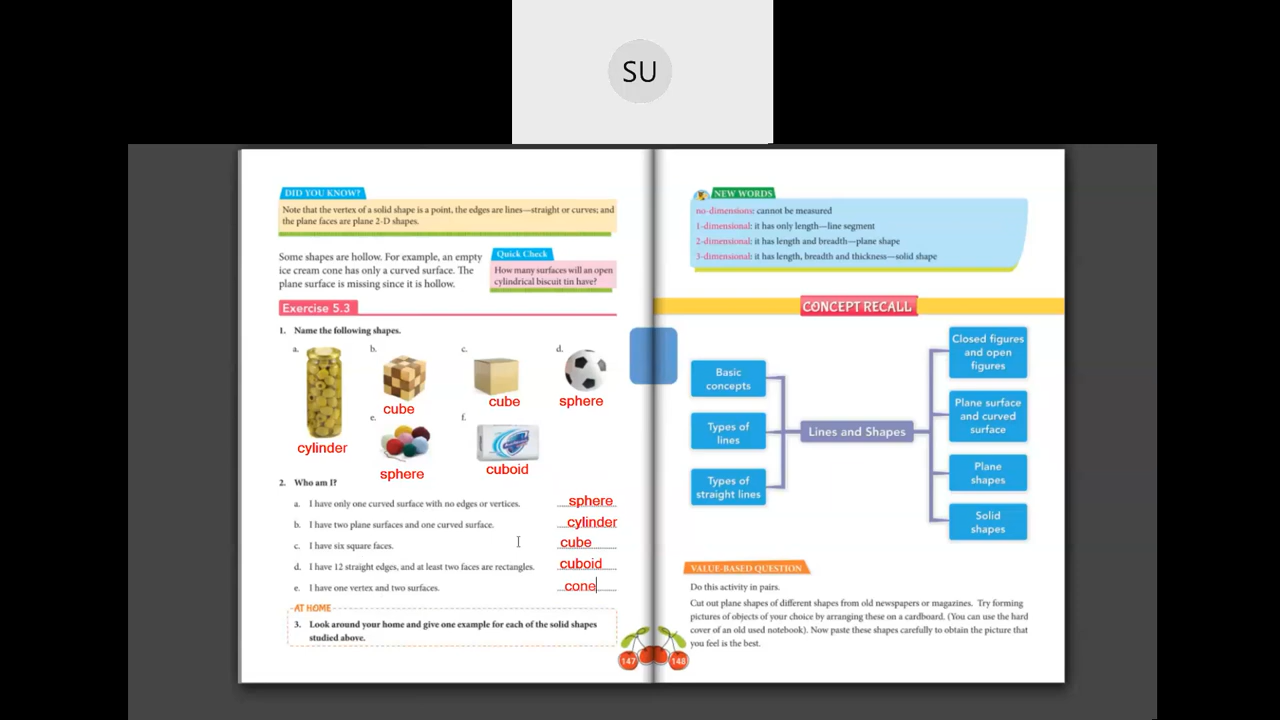 SU
DID YOU KNOW?
Note that the vertex of a solid shape is a point, the edges are lines—straight or curves; and
the plane faces are plane 2-D shapes.
Some shapes are hollow. For example, an empty
ice cream cone has only a curved surface. The
plane surface is missing since it is hollow.
Quick Check
How many surfaces will an open
cylindrical biscuit tin have?
Exercise 5.3
1. Name the following shapes.
a. b. c. d.
cube cube sphere
e. f.
cylinder sphere cuboid
2. Who am I?
a. I have only one curved surface with no edges or vertices. sphere
b. I have two plane surfaces and one curved surface. cylinder
c. I have six square faces. cube
d. I have 12 straight edges, and at least two faces are rectangles. cuboid
e. I have one vertex and two surfaces. cone
AT HOME
3. Look around your home and give one example for each of the solid shapes
studied above.
147
NEW WORDS
no-dimension: cannot be measured
1-dimensional: it has only length—line segment
2-dimensional: it has length and breadth—plane shape
3-dimensional: it has length, breadth and thickness—solid shape
CONCEPT RECALL
Basic
concepts
Types of
lines
Types of
straight lines
Lines and Shapes
Closed figures
and open
figures
Plane surface
and curved
surface
Plane
shapes
Solid
shapes
VALUE-BASED QUESTION
Do this activity in pairs.
Cut out plane shapes of different shapes from old newspapers or magazines. Try forming
pictures of objects of your choice by arranging these on a cardboard. (You can use the hard
cover of an old used notebook). Now paste these shapes carefully to obtain the picture that
you feel is the best.
148